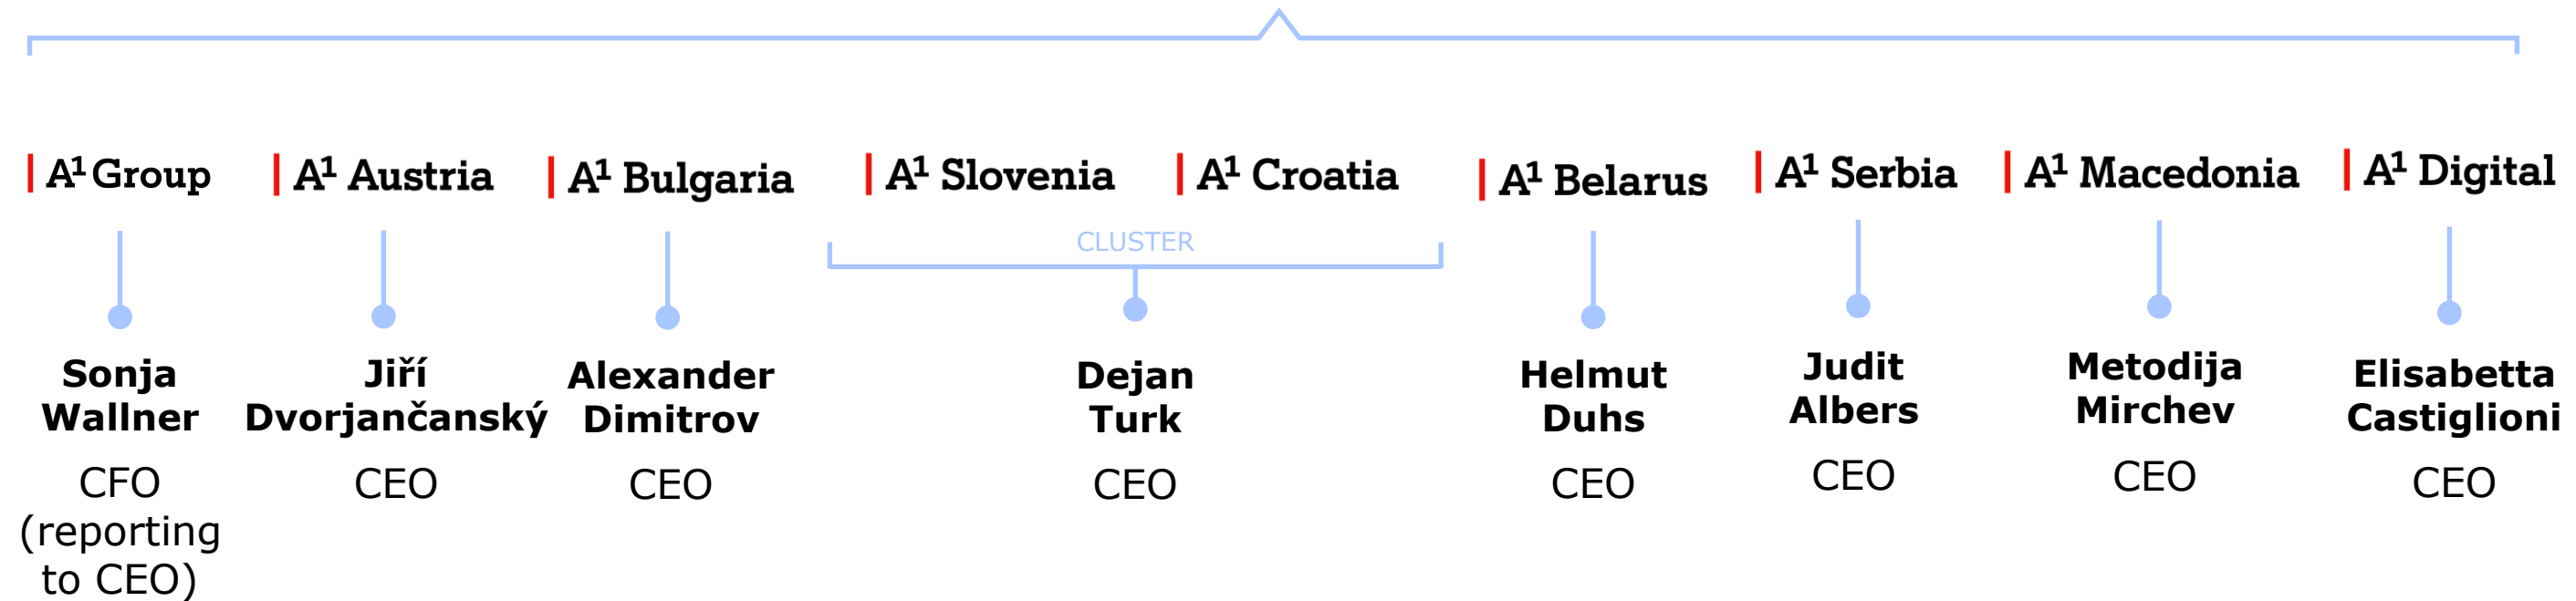 A¹ Group
A¹ Austria
A¹ Bulgaria
A¹ Slovenia
A¹ Croatia
A¹ Belarus
A¹ Serbia
A¹ Macedonia
A¹ Digital
CLUSTER
Sonja
Wallner
CFO
(reporting
to CEO)
Jiří
Dvorjančanský
CEO
Alexander
Dimitrov
CEO
Dejan
Turk
CEO
Helmut
Duhs
CEO
Judit
Albers
CEO
Metodija
Mirchev
CEO
Elisabetta
Castiglioni
CEO